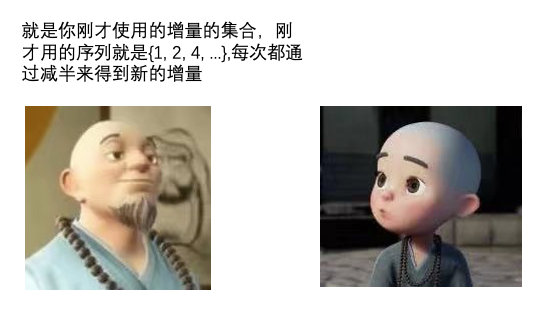 就是你刚才使用的增量的集合，刚
才用的序列就是{1, 2, 4, ...},每次都通
过减半来得到新的增量